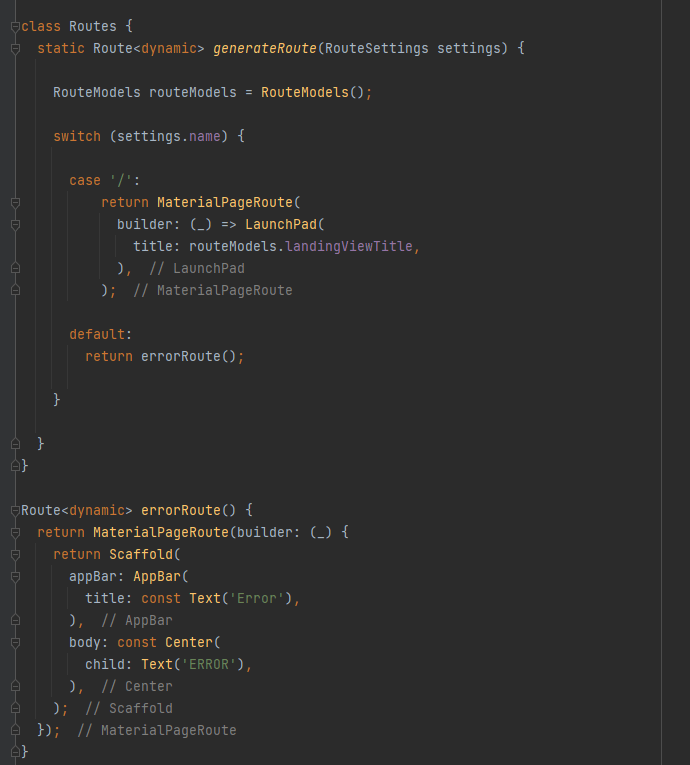 class Routes {
static Route<dynamic> generateRoute(RouteSettings settings) {
RouteModels routeModels = RouteModels();
switch (settings.name) {
case '/':
return MaterialPageRoute(
builder: (_) => LaunchPad(
title: routeModels.landingViewTitle,
), // LaunchPad
); // MaterialPageRoute
default:
return errorRoute();
}
}
}
Route<dynamic> errorRoute() {
return MaterialPageRoute(builder: (_) {
return Scaffold(
appBar: AppBar(
title: const Text('Error'),
), // AppBar
body: const Center(
child: Text('ERROR'),
), // Center
); // Scaffold
}); // MaterialPageRoute
}